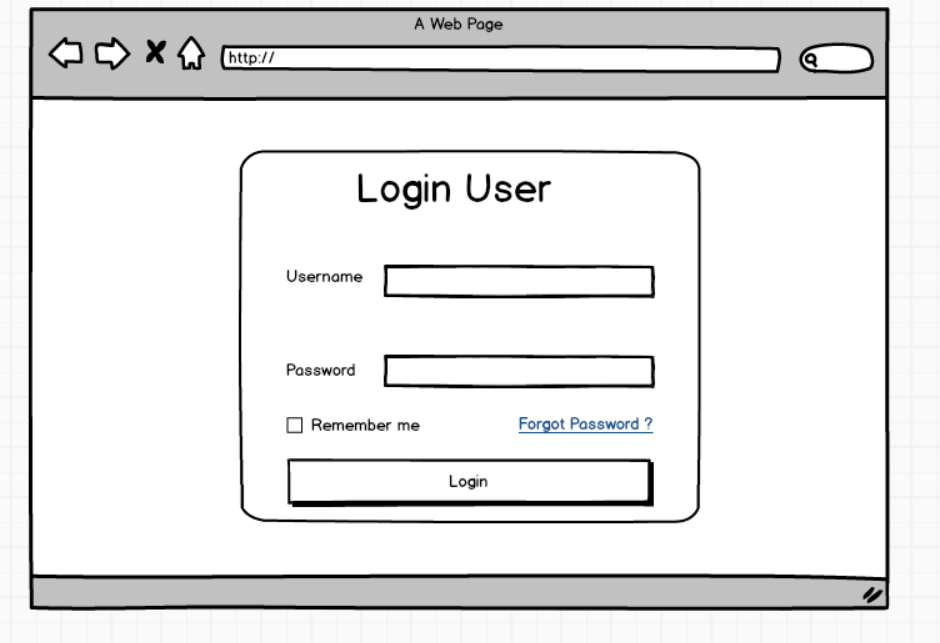 A Web Page
http://
Login User
Username
Password
Remember me
Forgot Password ?
Login